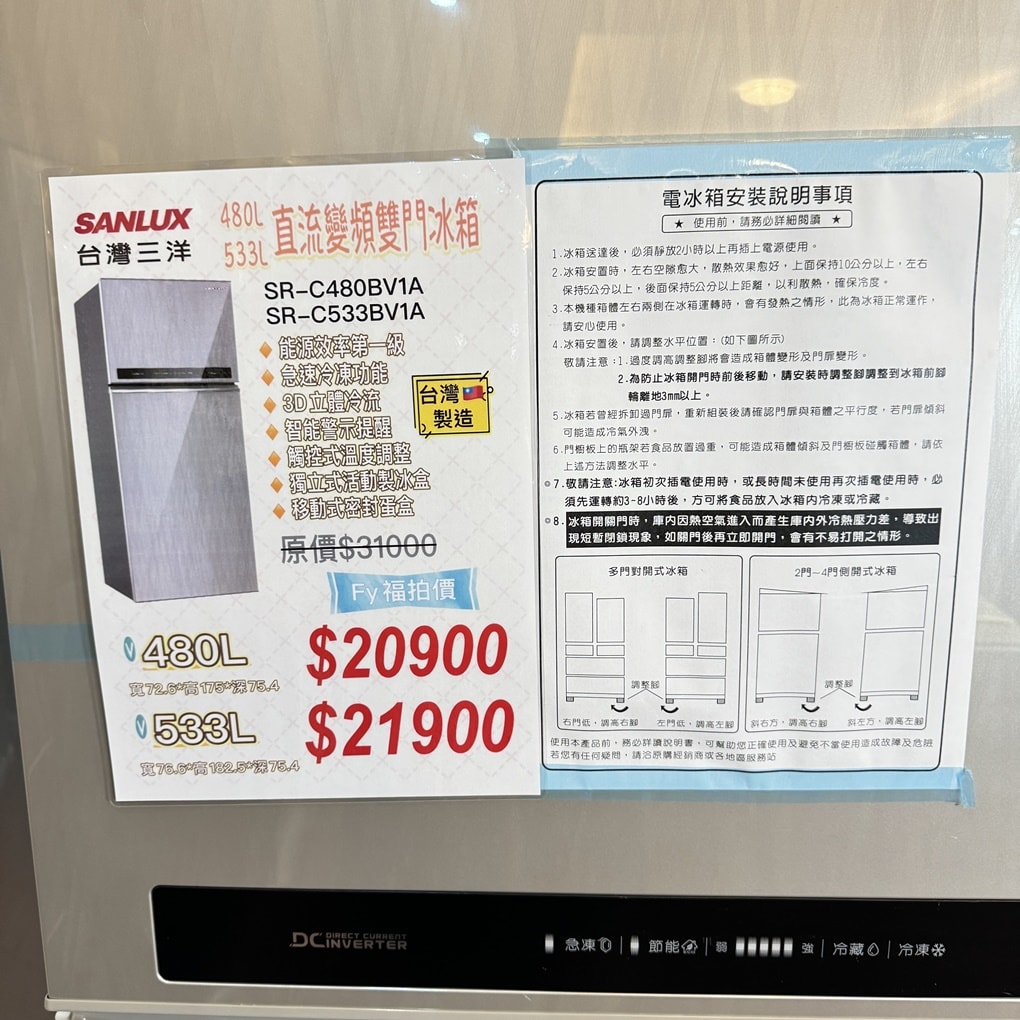 SANLUX
台灣三洋
480L
533L
直流變頻雙門冰箱
SR-C480BV1A
SR-C533BV1A
能源效率第一級
急速冷凍功能
3D立體冷流
智能警示提醒
觸控式溫度調整
獨立式活動製冰盒
移動式密封蛋盒
台灣
製造
原價$31000
Fy福拍價
480L
$20900
寬72.6*高175*深75.4
533L
$21900
寬76.6*高182.5*深75.4
電冰箱安裝說明事項
★ 使用前，請務必詳細閱讀 ★
1.冰箱送達後，必須靜放2小時以上再插上電源使用。
2.冰箱安置時，左右空隙愈大，散熱效果愈好，上面保持10公分以上，左右
保持5公分以上，後面保持5公分以上距離，以利散熱，確保冷度。
3.本機種箱體左右兩側在冰箱運轉時，會有發熱之情形，此為冰箱正常運作，
請安心使用。
4.冰箱安置後，請調整水平位置：(如下圖所示)
敬請注意：1.過度調高調整腳將會造成箱體變形及門扉變形。
2.為防止冰箱開門時前後移動，請安裝時調整腳調整到冰箱前腳
輪離地3mm以上。
5.冰箱若曾經拆卸過門扉，重新組裝後請確認門扉與箱體之平行度，若門扉傾斜
可能造成冷氣外洩。
6.門櫥板上的瓶架若食品放置過重，可能造成箱體傾斜及門櫥板碰觸箱體，請依
上述方法調整水平。
7.敬請注意:冰箱初次插電使用時，或長時間未使用再次插電使用時，必
須先運轉約3-8小時後，方可將食品放入冰箱內冷凍或冷藏。
8.冰箱開關門時，庫內因熱空氣進入而產生庫內外冷熱壓力差，導致出
現短暫閉鎖現象，如關門後再立即開門，會有不易打開之情形。
多門對開式冰箱
2門—4門側開式冰箱
調整腳
調整腳
右門低，調高右腳
左門低，調高左腳
斜右方，調高右腳
斜左方，調高左腳
使用本產品前，務必詳讀說明書，可幫助您正確使用及避免不當使用造成故障及危險
若您有任何疑問，請洽原購經銷商或各地區服務站
DC DIRECT CURRENT
INVERTER
急凍
節能
弱
強
冷藏
冷凍